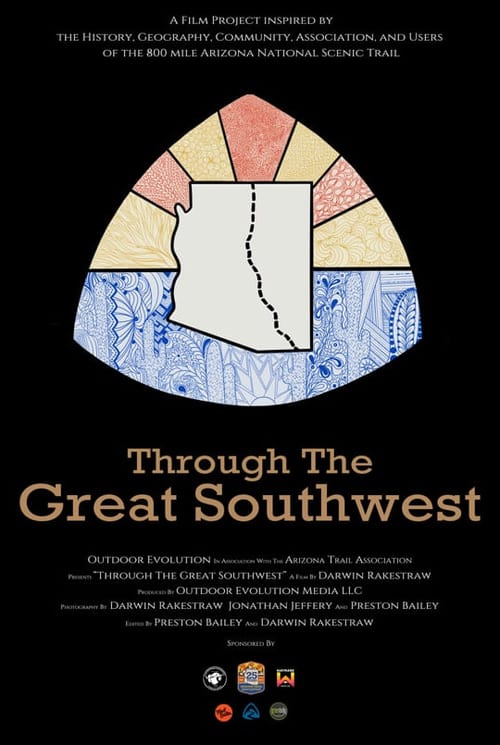 A Film Project inspired by
the History, Geography, Community, Association, and Users
of the 800 mile Arizona National Scenic Trail
Through The
Great Southwest
Outdoor Evolution In Association With The Arizona Trail Association
Presents "Through The Great Southwest" A Film By Darwin Rakestraw
Produced By Outdoor Evolution Media LLC
Photography By Darwin Rakestraw Jonathan Jeffery And Preston Bailey
Edited By Preston Bailey And Darwin Rakestraw
Sponsored By
25